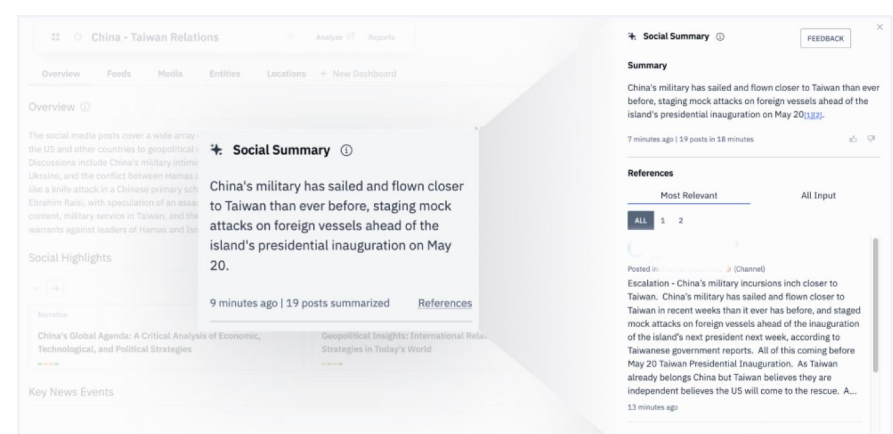 China - Taiwan Relations
Analyze
Reports
Overview Feeds Media Entities Locations + New Dashboard
Overview
The social media posts cover a wide array
the US and other countries to geopolitical
Discussions include China's military intimi
Ukraine, and the conflict between Hamas
like a knife attack in a Chinese primary sch
Ebrahim Raisi, with speculation of an assa
content, military service in Taiwan, and the
warrants against leaders of Hamas and Isr
Social Highlights
Narrative
China's Global Agenda: A Critical Analysis of Economic,
Technological, and Political Strategies
Geopolitical Insights: International Rela
Strategies in Today's World
Key News Events
Social Summary
China's military has sailed and flown closer
to Taiwan than ever before, staging mock
attacks on foreign vessels ahead of the
island's presidential inauguration on May
20.
9 minutes ago | 19 posts summarized References
Social Summary
FEEDBACK
Summary
China's military has sailed and flown closer to Taiwan than ever
before, staging mock attacks on foreign vessels ahead of the
island's presidential inauguration on May 20[1][2].
7 minutes ago | 19 posts in 18 minutes
References
Most Relevant All Input
ALL 1 2
Posted in (Channel)
Escalation - China's military incursions inch closer to
Taiwan. China's military has sailed and flown closer to
Taiwan in recent weeks than it ever has before, and staged
mock attacks on foreign vessels ahead of the inauguration
of the island's next president next week, according to
Taiwanese government reports. All of this coming before
May 20 Taiwan Presidential Inauguration. As Taiwan
already belongs China but Taiwan believes they are
independent believes the US will come to the rescue. A...
13 minutes ago